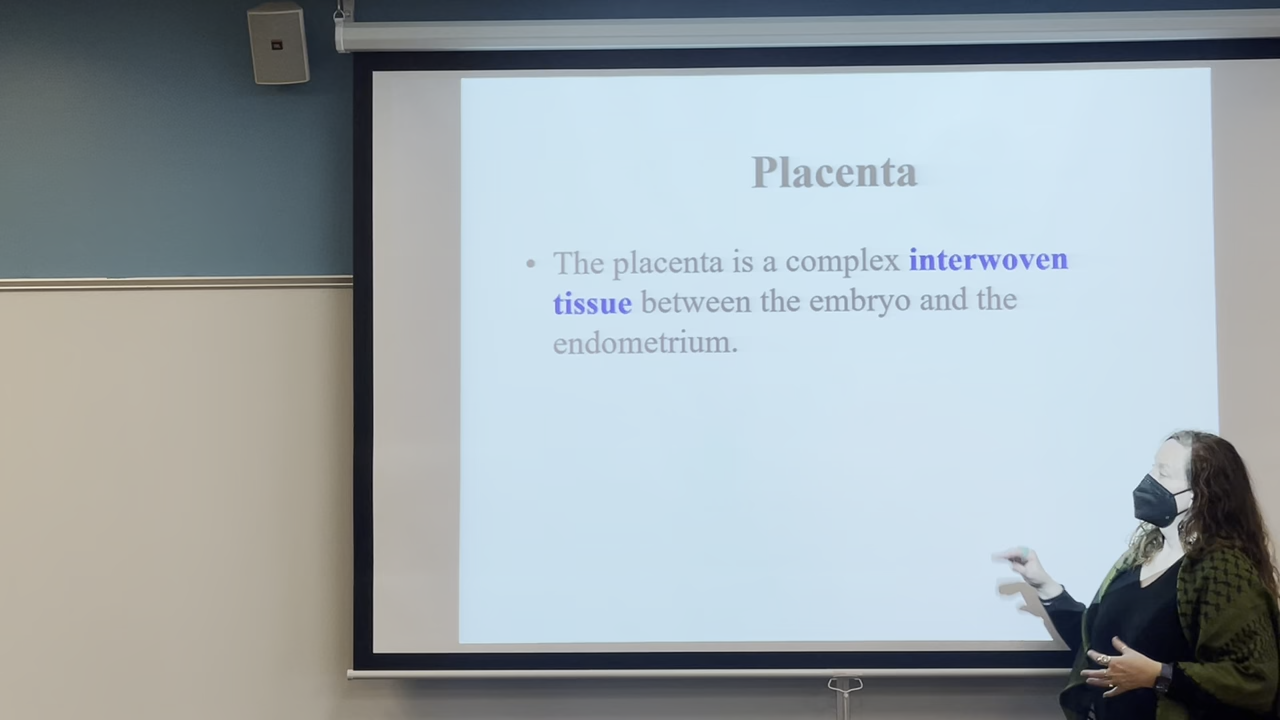 Placenta
• The placenta is a complex interwoven
tissue between the embryo and the
endometrium.